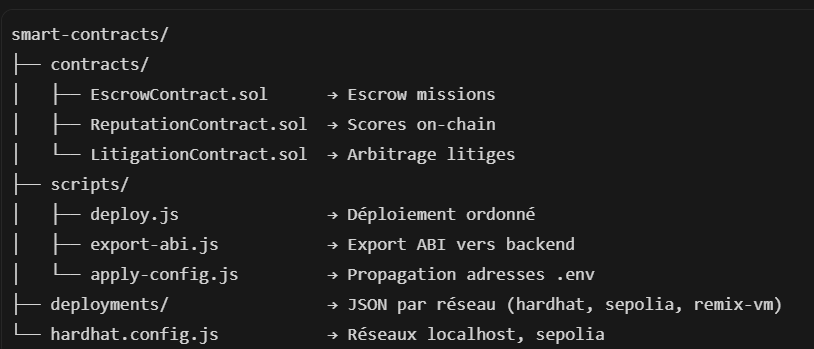 smart-contracts/
├── contracts/
│   ├── EscrowContract.sol      → Escrow missions
│   ├── ReputationContract.sol  → Scores on-chain
│   └── LitigationContract.sol  → Arbitrage litiges
├── scripts/
│   ├── deploy.js               → Déploiement ordonné
│   ├── export-abi.js           → Export ABI vers backend
│   └── apply-config.js         → Propagation adresses .env
├── deployments/                → JSON par réseau (hardhat, sepolia, remix-vm)
└── hardhat.config.js           → Réseaux localhost, sepolia